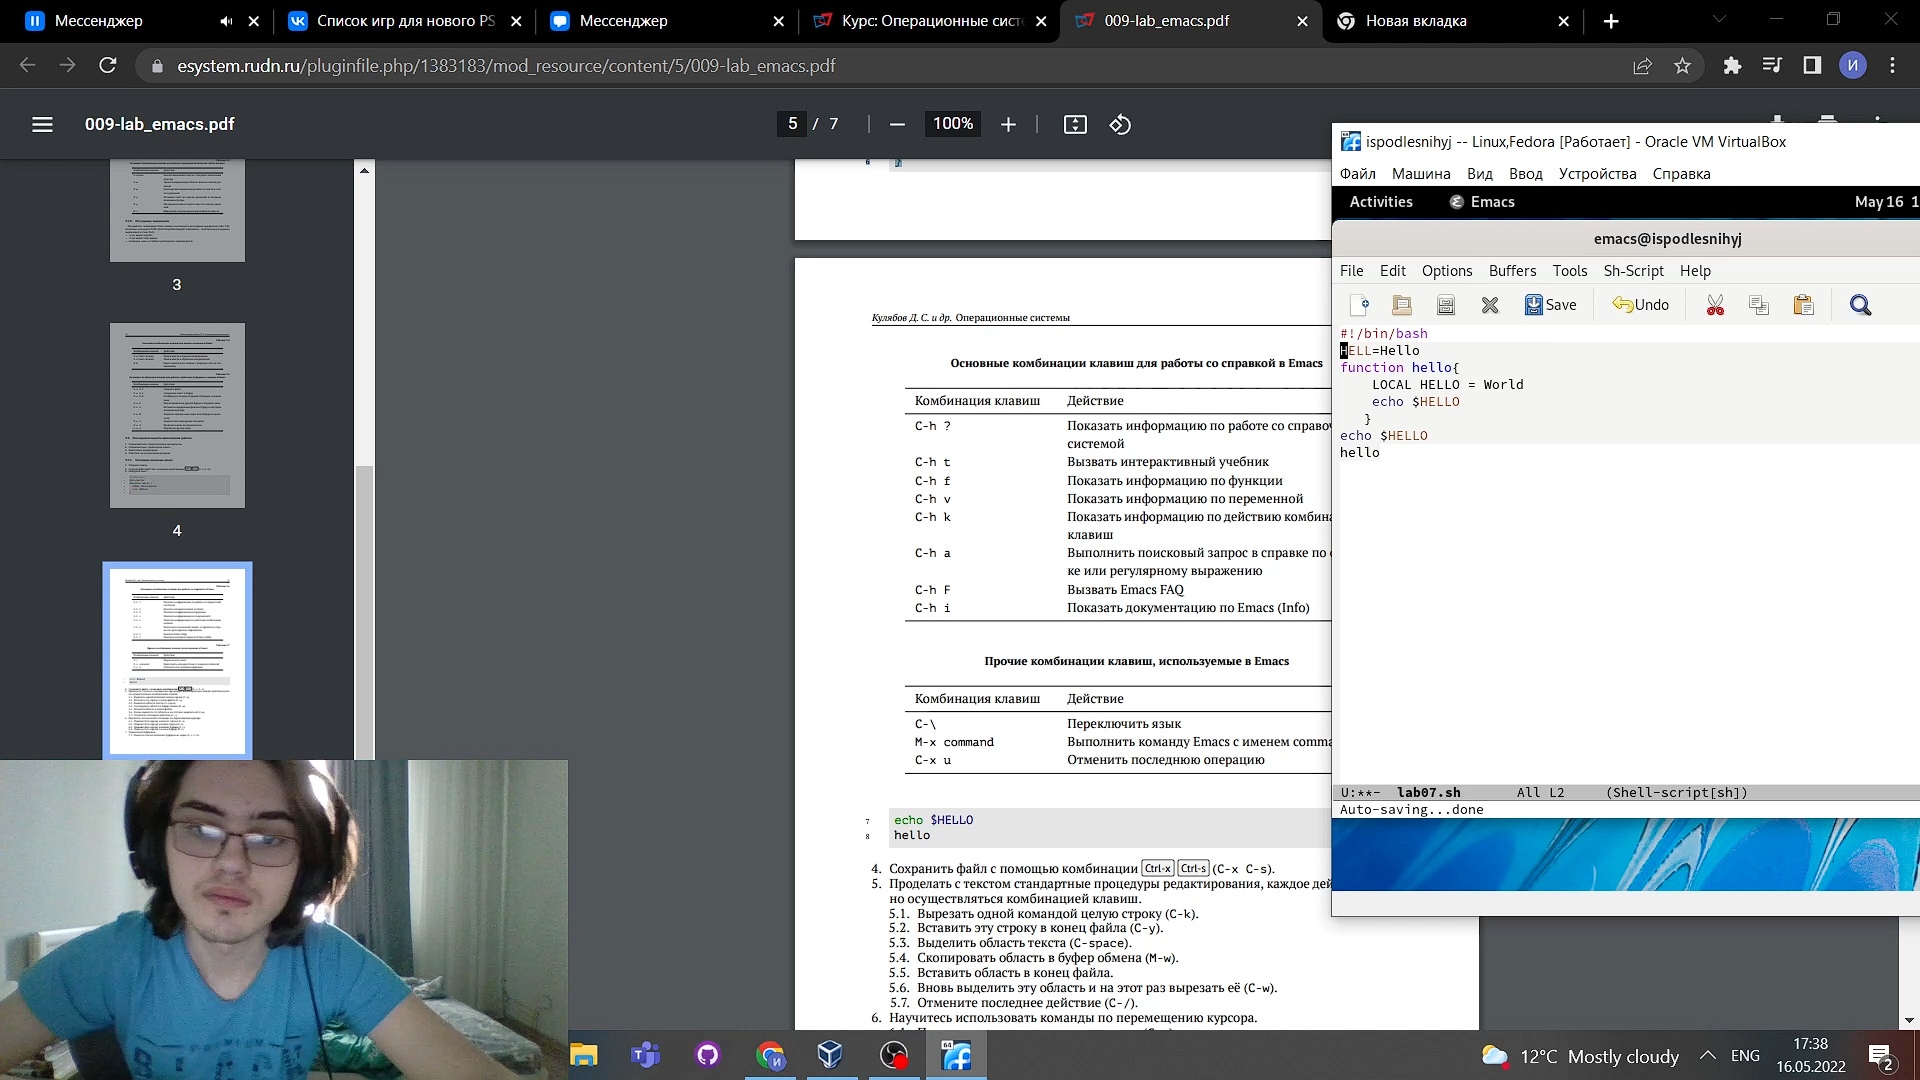 Мессенджер
Список игр для нового PS
Мессенджер
Курс: Операционные сист
009-lab_emacs.pdf
Новая вкладка
esystem.rudn.ru/pluginfile.php/1383183/mod_resource/content/5/009-lab_emacs.pdf
И
009-lab_emacs.pdf
5 / 7
100%
3
4
6 }
Кулябов Д. С. и др. Операционные системы
Основные комбинации клавиш для работы со справкой в Emacs
Комбинация клавиш Действие
C-h ? Показать информацию по работе со справоч
системой
C-h t Вызвать интерактивный учебник
C-h f Показать информацию по функции
C-h v Показать информацию по переменной
C-h k Показать информацию по действию комбина
клавиш
C-h a Выполнить поисковый запрос в справке по
ке или регулярному выражению
C-h F Вызвать Emacs FAQ
C-h i Показать документацию по Emacs (Info)
Прочие комбинации клавиш, используемые в Emacs
Комбинация клавиш Действие
C-\ Переключить язык
M-x command Выполнить команду Emacs с именем comma
C-x u Отменить последнюю операцию
7 echo $HELLO
8 hello
4. Сохранить файл с помощью комбинации Ctrl-x Ctrl-s (C-x C-s).
5. Проделать с текстом стандартные процедуры редактирования, каждое дей
но осуществляться комбинацией клавиш.
5.1. Вырезать одной командой целую строку (C-k).
5.2. Вставить эту строку в конец файла (C-y).
5.3. Выделить область текста (C-space).
5.4. Скопировать область в буфер обмена (M-w).
5.5. Вставить область в конец файла.
5.6. Вновь выделить эту область и на этот раз вырезать её (C-w).
5.7. Отмените последнее действие (C-/).
6. Научитесь использовать команды по перемещению курсора.
ispodlesnihyj -- Linux,Fedora [Работает] - Oracle VM VirtualBox
Файл Машина Вид Ввод Устройства Справка
Activities Emacs May 16 1
emacs@ispodlesnihyj
File Edit Options Buffers Tools Sh-Script Help
Save Undo
#!/bin/bash
HELL=Hello
function hello{
LOCAL HELLO = World
echo $HELLO
}
echo $HELLO
hello
U:**- lab07.sh All L2 (Shell-script[sh])
Auto-saving...done
64
12°C Mostly cloudy
ENG
17:38
16.05.2022
2